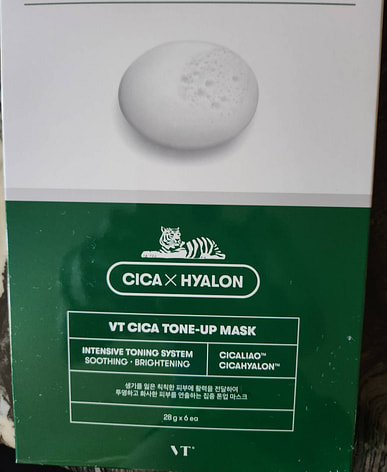 CICA × HYALON
VT CICA TONE-UP MASK
INTENSIVE TONING SYSTEM
SOOTHING · BRIGHTENING
CICALIAO™
CICAHYALON™
생기를 잃은 칙칙한 피부에 활력을 전달하여
투명하고 화사한 피부를 연출하는 집중 톤업 마스크
28 g x 6 ea
VT®